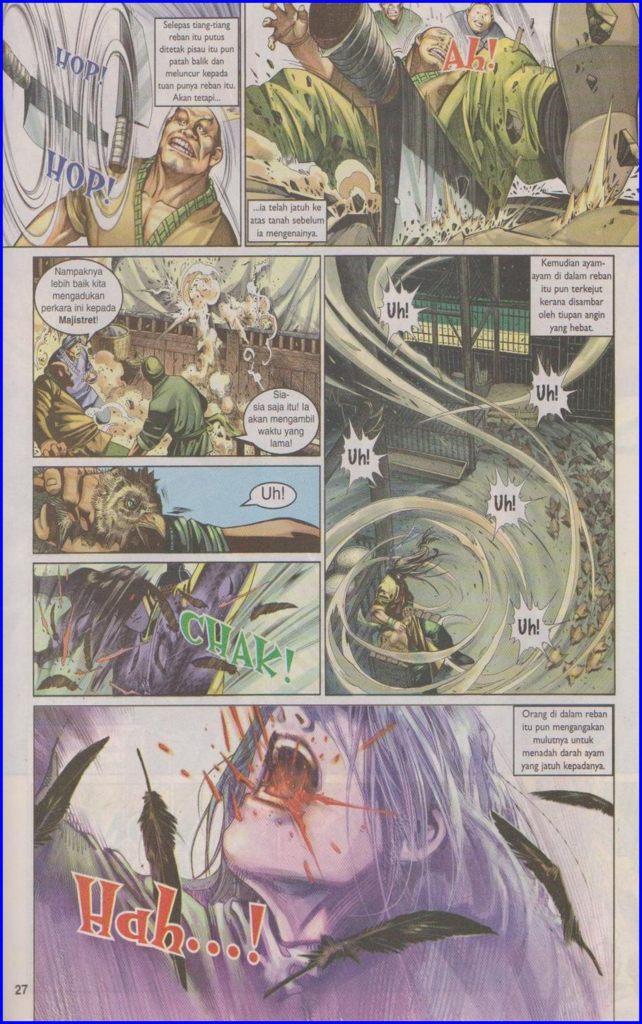 Selepas tiang-tiang
reban itu putus
ditetak pisau itu pun
patah balik dan
meluncur kepada
tuan punya reban itu.
Akan tetapi...
HOP!
HOP!
Ah!
...ia telah jatuh ke
atas tanah sebelum
ia mengenainya.
Nampaknya
lebih baik kita
mengadukan
perkara ini kepada
Majistret!
Sia-
sia saja itu! Ia
akan mengambil
waktu yang
lama!
Kemudian ayam-
ayam di dalam reban
itu pun terkejut
kerana disambar
oleh tiupan angin
yang hebat.
Uh!
Uh!
Uh!
Uh!
Uh!
Uh!
CHAK!
Orang di dalam reban
itu pun mengangakan
mulutnya untuk
menadah darah ayam
yang jatuh kepadanya.
Hah...!
27